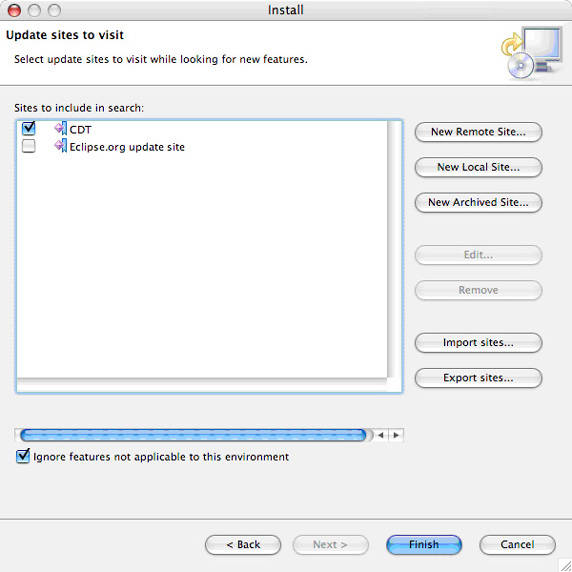 Install
Update sites to visit
Select update sites to visit while looking for new features.
Sites to include in search:
CDT
Eclipse.org update site
New Remote Site...
New Local Site...
New Archived Site...
Edit...
Remove
Import sites...
Export sites...
Ignore features not applicable to this environment
< Back
Next >
Finish
Cancel